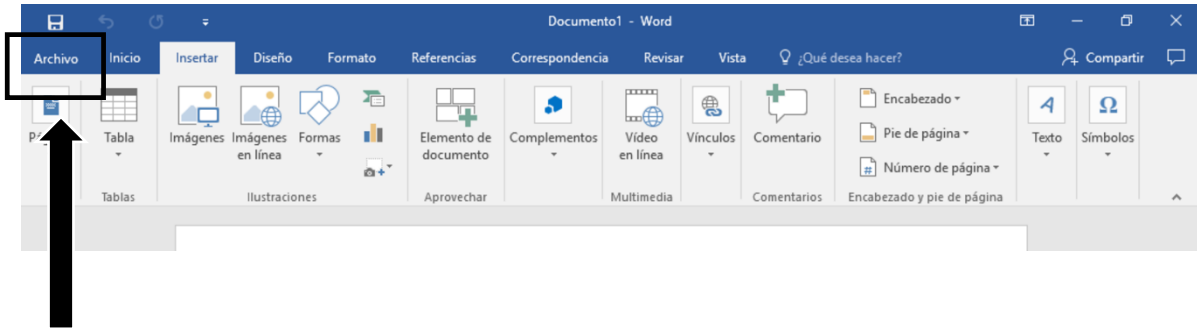 Documento1 - Word
Archivo Inicio Insertar Diseño Formato Referencias Correspondencia Revisar Vista ¿Qué desea hacer? Compartir
Tabla Imágenes Imágenes en línea Formas Elemento de documento Complementos Vídeo en línea Vínculos Comentario
Encabezado
Pie de página
Número de página
Texto Símbolos
Tablas Ilustraciones Aprovechar Multimedia Comentarios Encabezado y pie de página